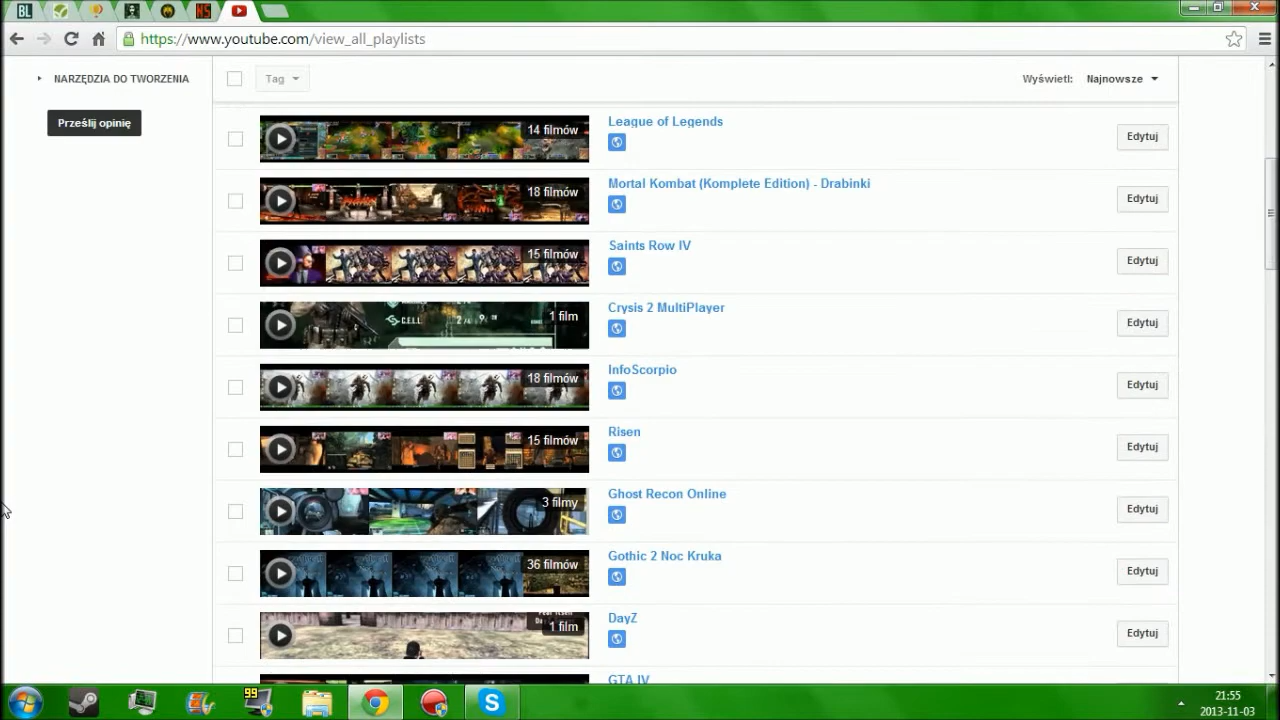 BL
WS
https://www.youtube.com/view_all_playlists
NARZĘDZIA DO TWORZENIA
Tag
Wyświetl:
Najnowsze
Prześlij opinię
14 filmów
League of Legends
Edytuj
18 filmów
Mortal Kombat (Komplete Edition) - Drabinki
Edytuj
15 filmów
Saints Row IV
Edytuj
C.E.L.L.
1 film
Crysis 2 MultiPlayer
Edytuj
18 filmów
InfoScorpio
Edytuj
15 filmów
Risen
Edytuj
3 filmy
Ghost Recon Online
Edytuj
36 filmów
Gothic 2 Noc Kruka
Edytuj
1 film
DayZ
Edytuj
GTA IV
99
21:55
2013-11-03